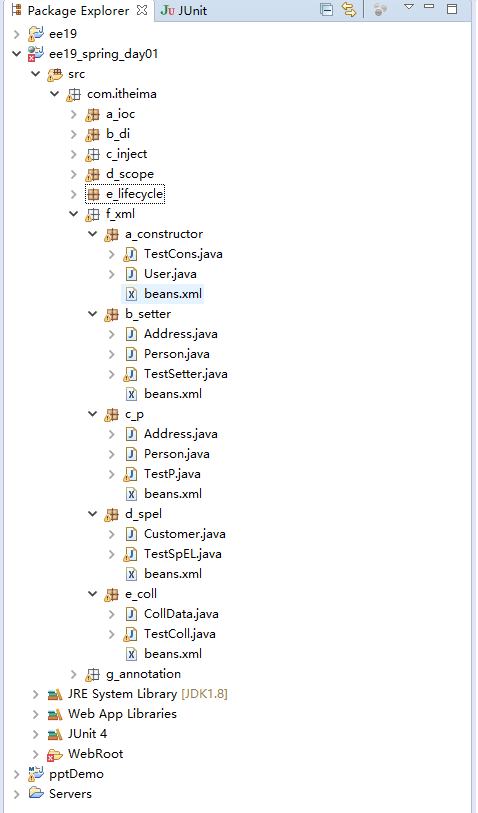 Package Explorer JUnit
ee19
ee19_spring_day01
src
com.itheima
a_ioc
b_di
c_inject
d_scope
e_lifecycle
f_xml
a_constructor
TestCons.java
User.java
beans.xml
b_setter
Address.java
Person.java
TestSetter.java
beans.xml
c_p
Address.java
Person.java
TestP.java
beans.xml
d_spel
Customer.java
TestSpEL.java
beans.xml
e_coll
CollData.java
TestColl.java
beans.xml
g_annotation
JRE System Library [JDK1.8]
Web App Libraries
JUnit 4
WebRoot
pptDemo
Servers